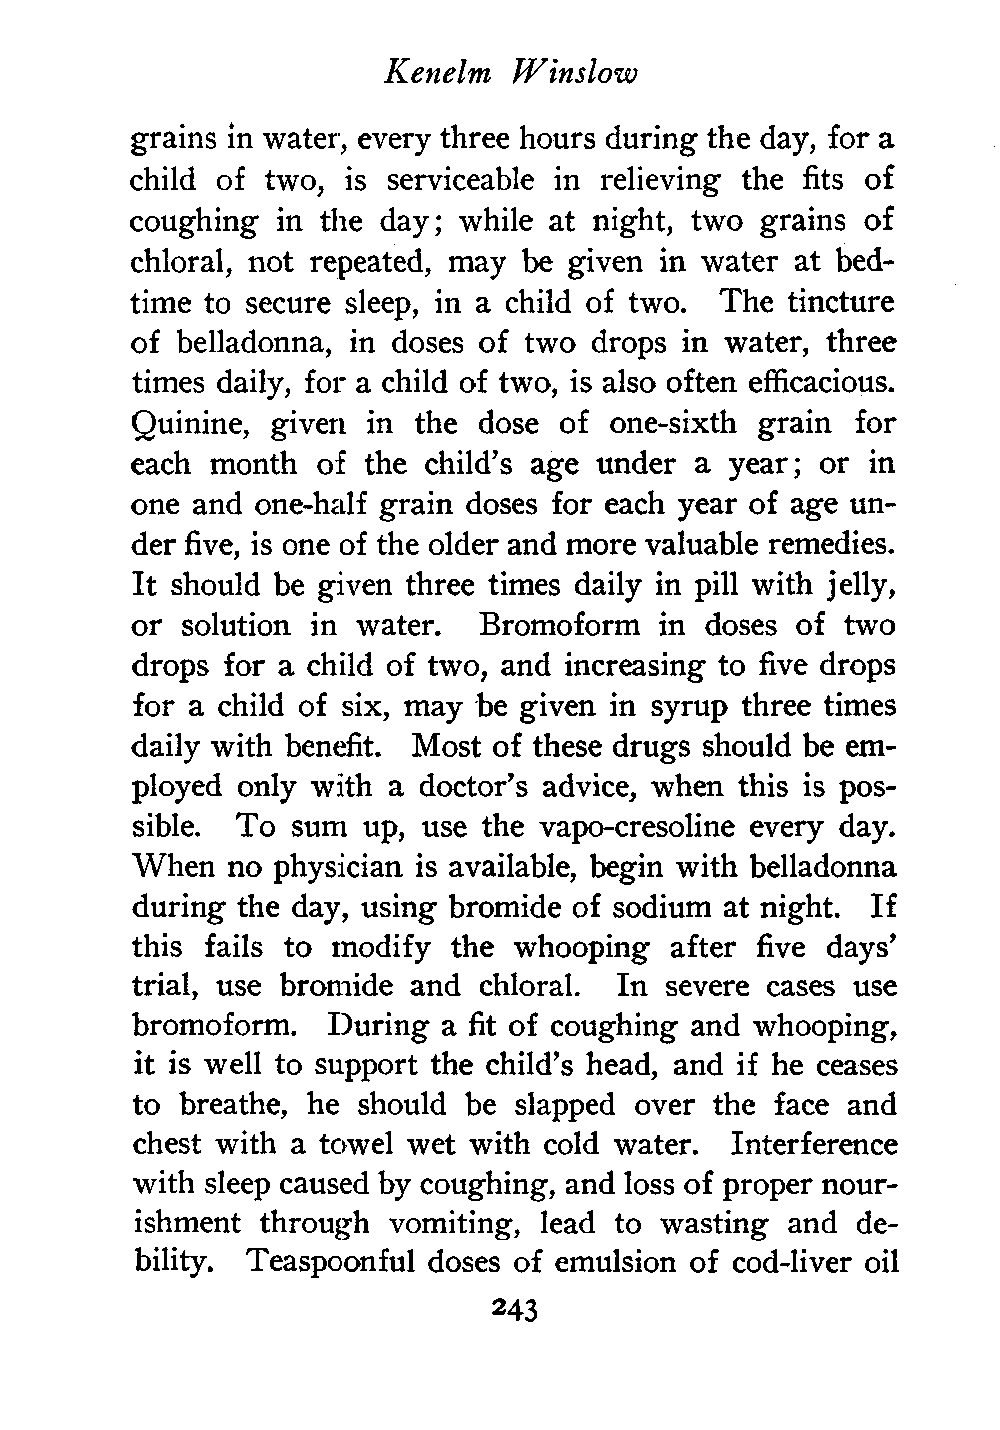 Kenelm Winslow
grains in water, every three hours during the day, for a
child of two, is serviceable in relieving the fits of
coughing in the day; while at night, two grains of
chloral, not repeated, may be given in water at bed-
time to secure sleep, in a child of two. The tincture
of belladonna, in doses of two drops in water, three
times daily, for a child of two, is also often efficacious.
Quinine, given in the dose of one-sixth grain for
each month of the child's age under a year; or in
one and one-half grain doses for each year of age un-
der five, is one of the older and more valuable remedies.
It should be given three times daily in pill with jelly,
or solution in water. Bromoform in doses of two
drops for a child of two, and increasing to five drops
for a child of six, may be given in syrup three times
daily with benefit. Most of these drugs should be em-
ployed only with a doctor's advice, when this is pos-
sible. To sum up, use the vapo-cresoline every day.
When no physician is available, begin with belladonna
during the day, using bromide of sodium at night. If
this fails to modify the whooping after five days'
trial, use bromide and chloral. In severe cases use
bromoform. During a fit of coughing and whooping,
it is well to support the child's head, and if he ceases
to breathe, he should be slapped over the face and
chest with a towel wet with cold water. Interference
with sleep caused by coughing, and loss of proper nour-
ishment through vomiting, lead to wasting and de-
bility. Teaspoonful doses of emulsion of cod-liver oil
243